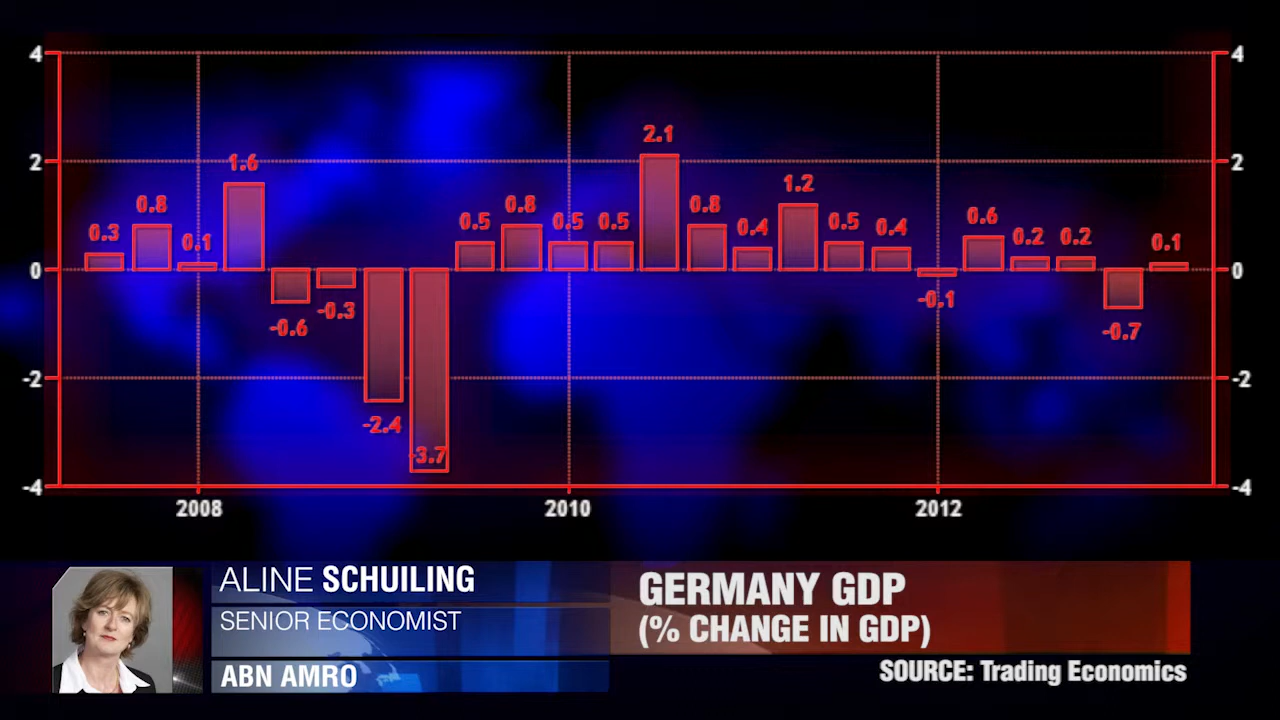 4 4
2.1
2 1.6 2
0.8 0.8 0.8 1.2
0.3 0.1 0.5 0.5 0.5 0.4 0.5 0.4 0.6 0.2 0.2 0.1
0 0
-0.6 -0.3 -0.1 -0.7
-2 -2
-2.4
-3.7
-4 -4
2008 2010 2012
ALINE SCHUILING
SENIOR ECONOMIST
ABN AMRO
GERMANY GDP
(% CHANGE IN GDP)
SOURCE: Trading Economics